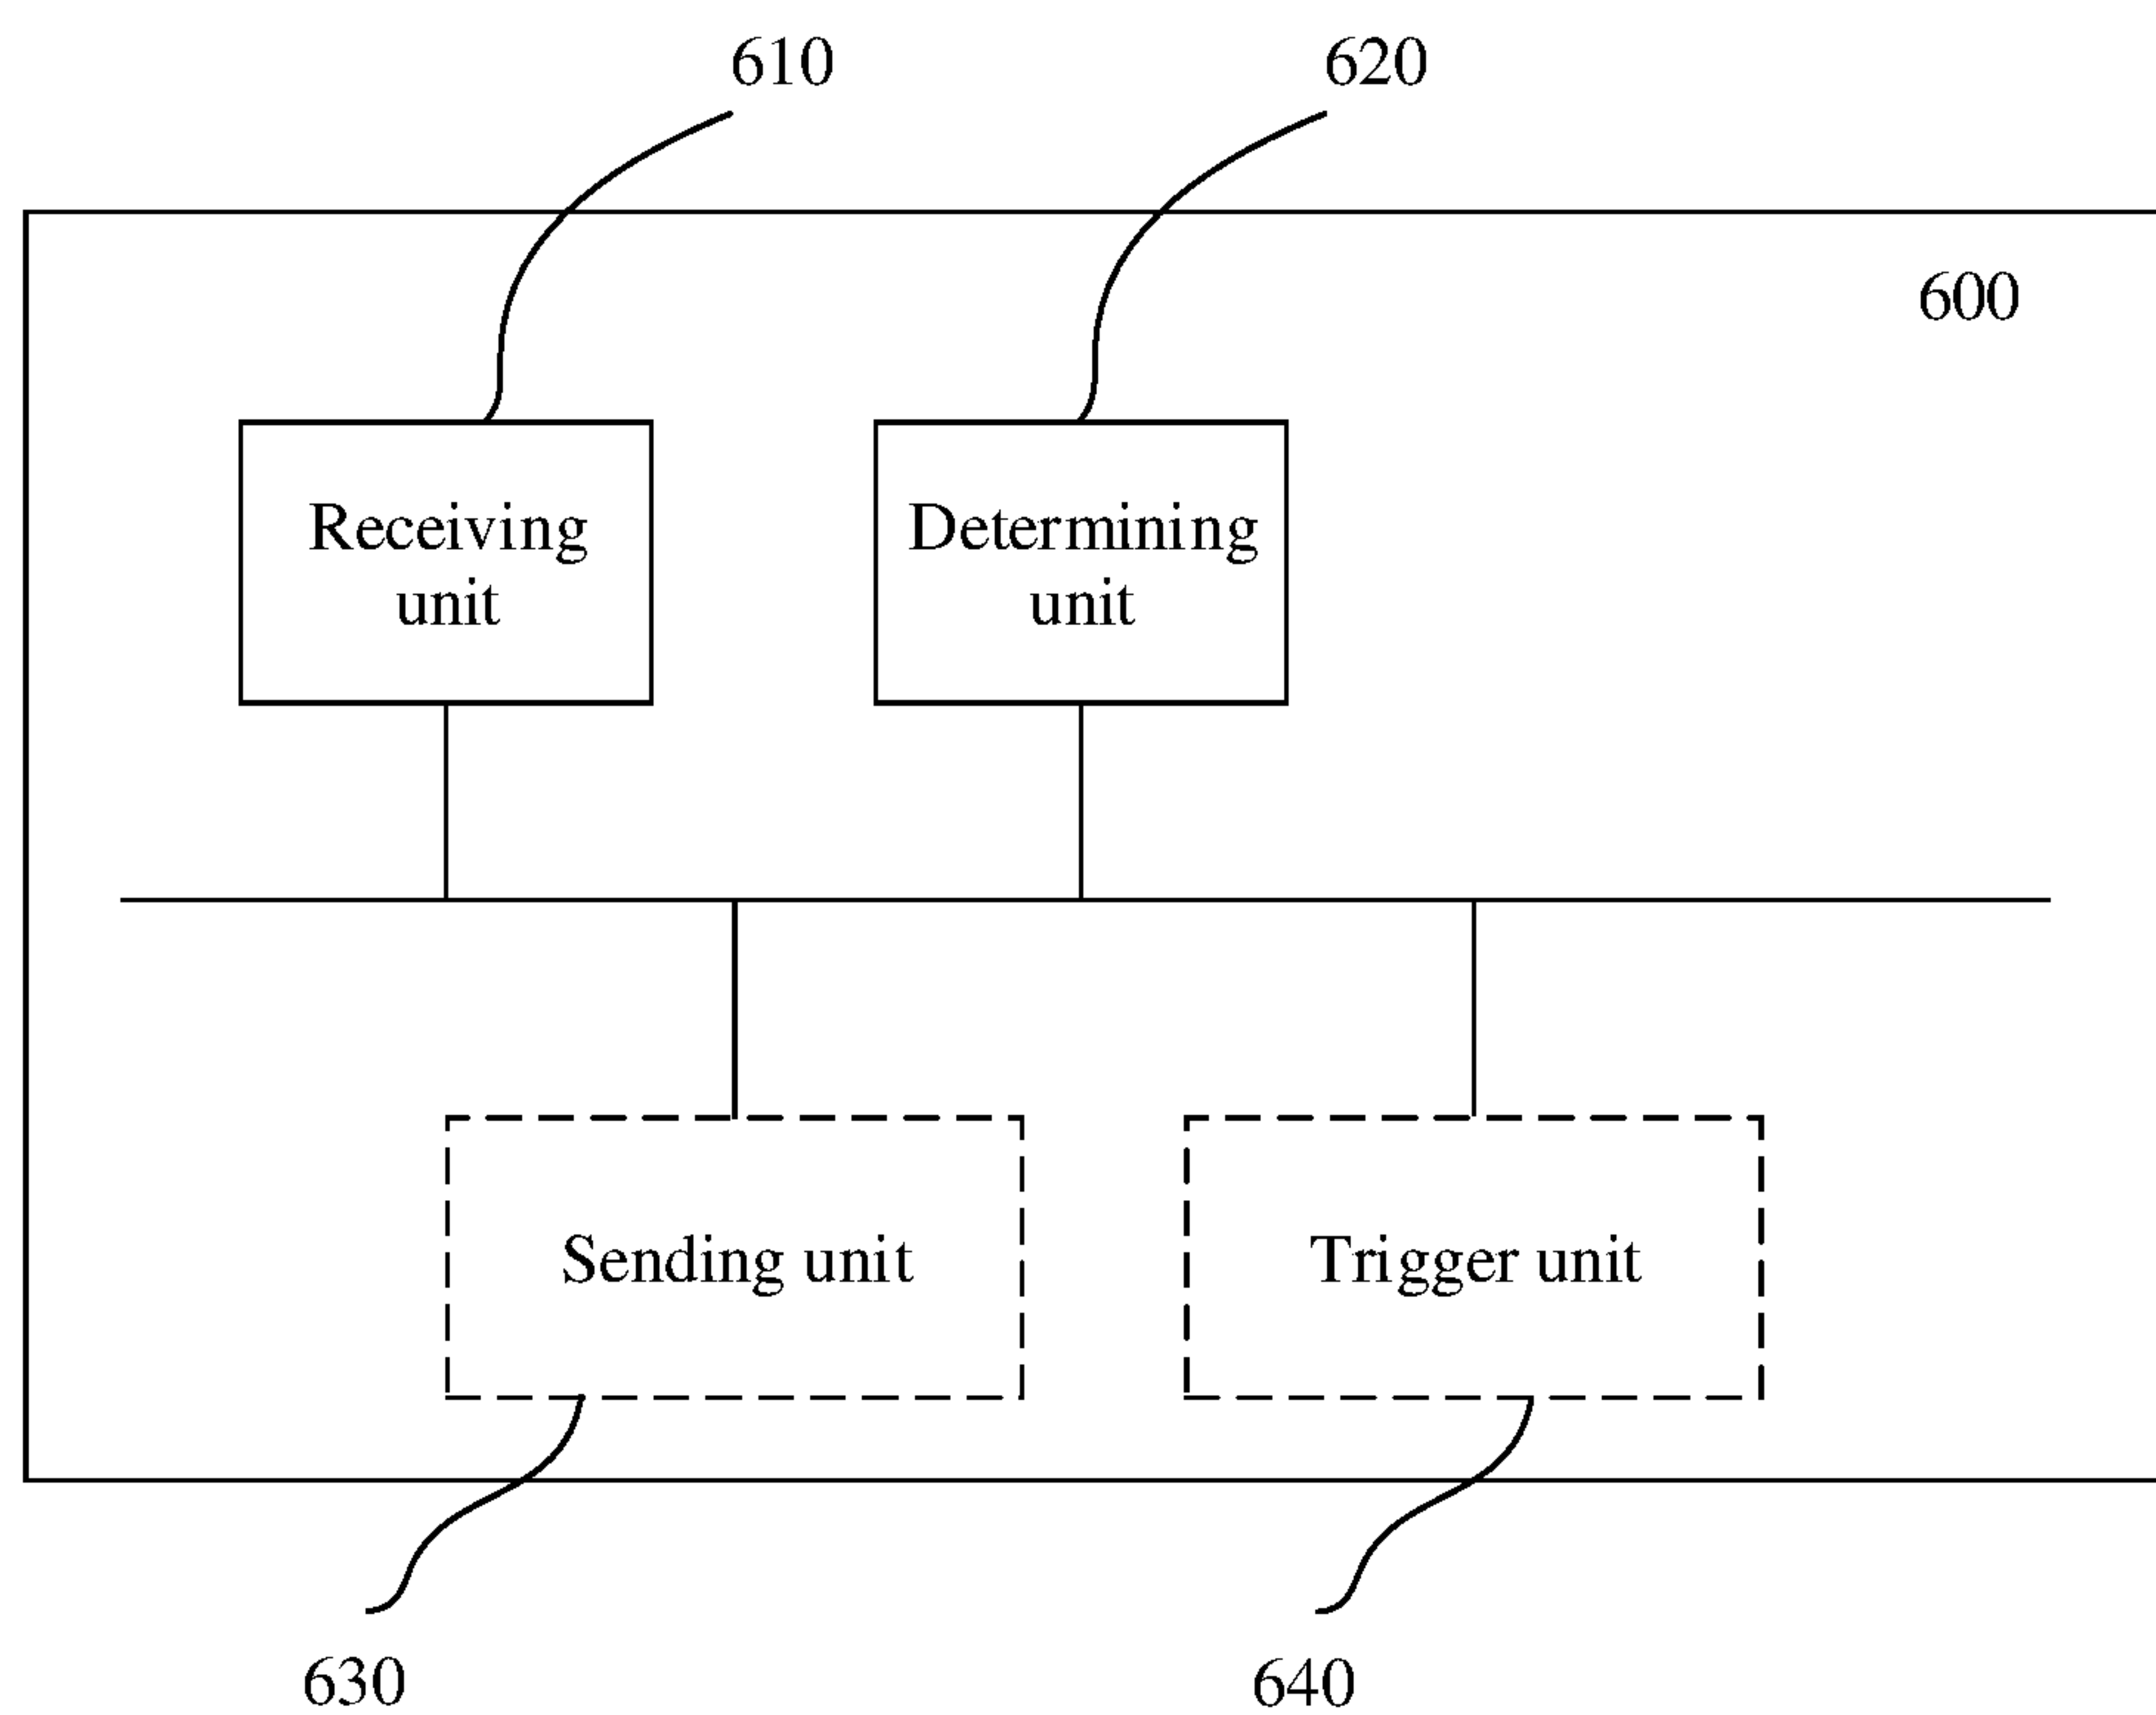 610
620
600
Receiving
unit
Determining
unit
Sending unit
Trigger unit
630
640